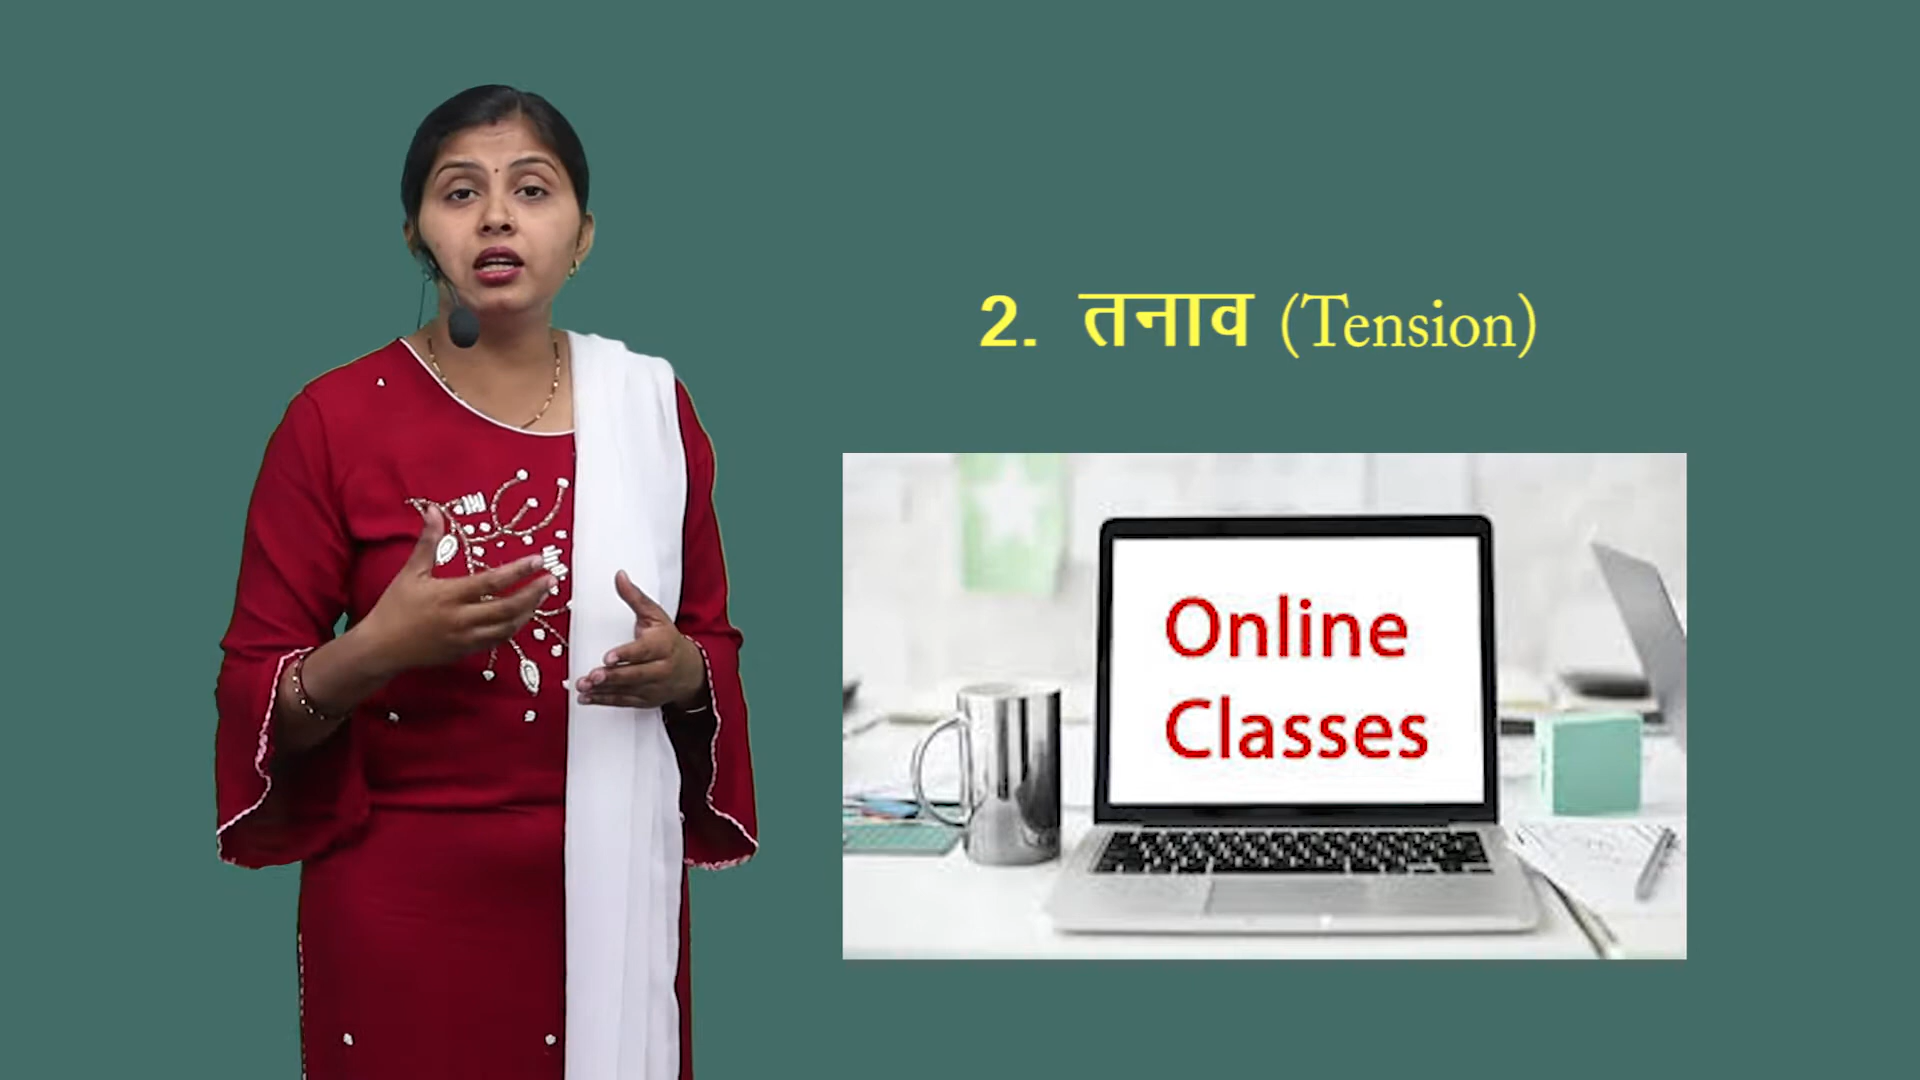 2. तनाव (Tension)
Online
Classes